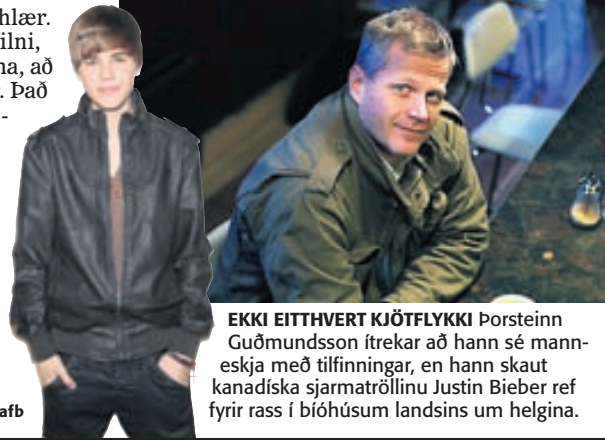 hlær.
ilni,
na, að
. Það
-
EKKI EITTHVERT KJÖTFLYKKI Þorsteinn
Guðmundsson ítrekar að hann sé mann-
eskja með tilfinningar, en hann skaut
kanadíska sjarmatröllinu Justin Bieber ref
fyrir rass í bíóhúsum landsins um helgina.
afb